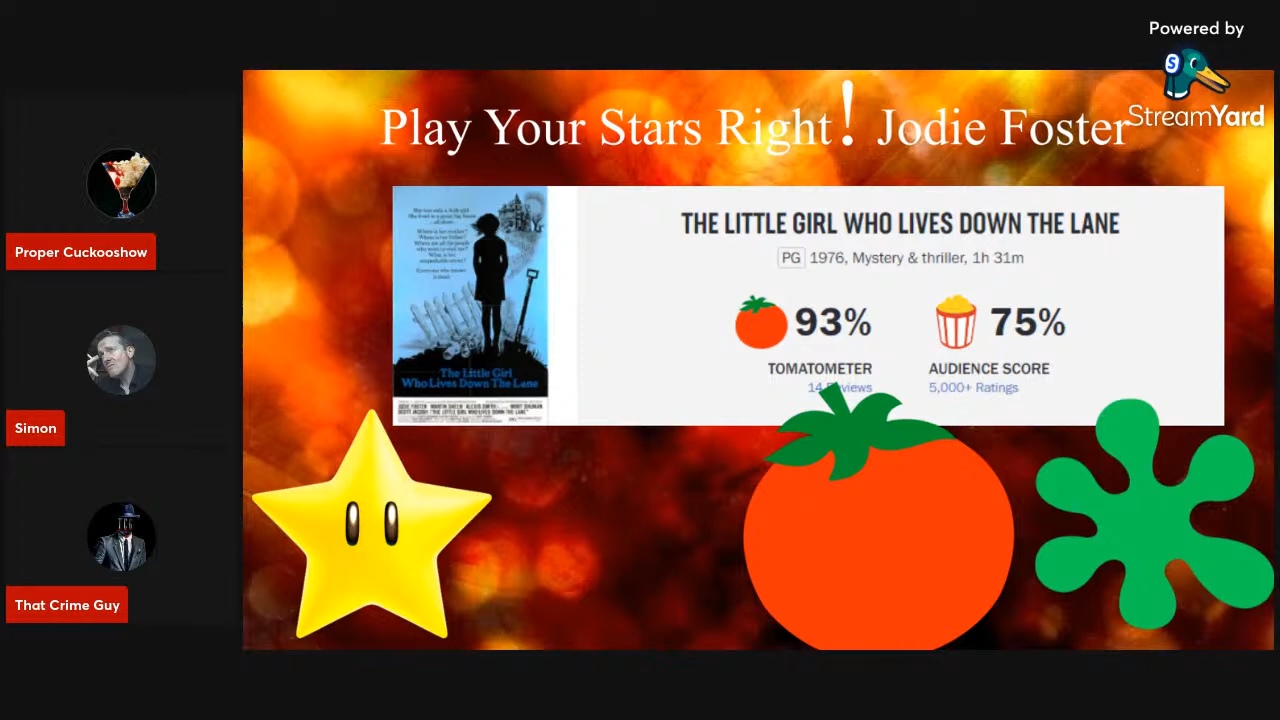 Powered by
StreamYard
Play Your Stars Right! Jodie Foster
Proper Cuckooshow
Simon
That Crime Guy
THE LITTLE GIRL WHO LIVES DOWN THE LANE
PG 1976, Mystery & thriller, 1h 31m
93%
75%
TOMATOMETER
AUDIENCE SCORE
14 Reviews
5,000+ Ratings
The Little Girl
Who Lives Down The Lane
TCG